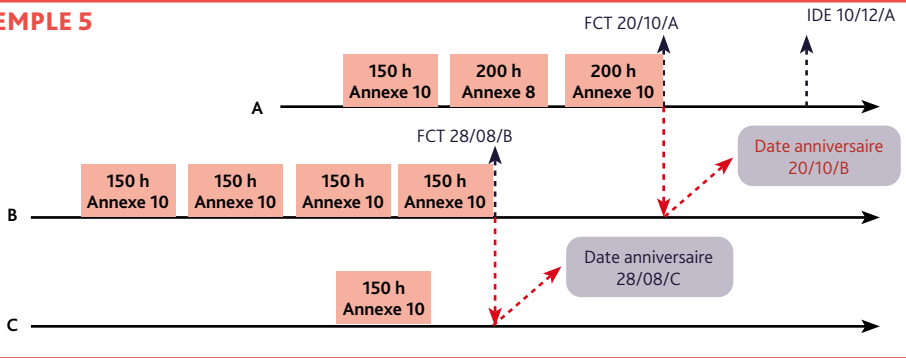 EMPLE 5
FCT 20/10/A
IDE 10/12/A
150 h
Annexe 10
200 h
Annexe 8
200 h
Annexe 10
A
Date anniversaire
20/10/B
FCT 28/08/B
150 h
Annexe 10
150 h
Annexe 10
150 h
Annexe 10
150 h
Annexe 10
B
Date anniversaire
28/08/C
150 h
Annexe 10
C